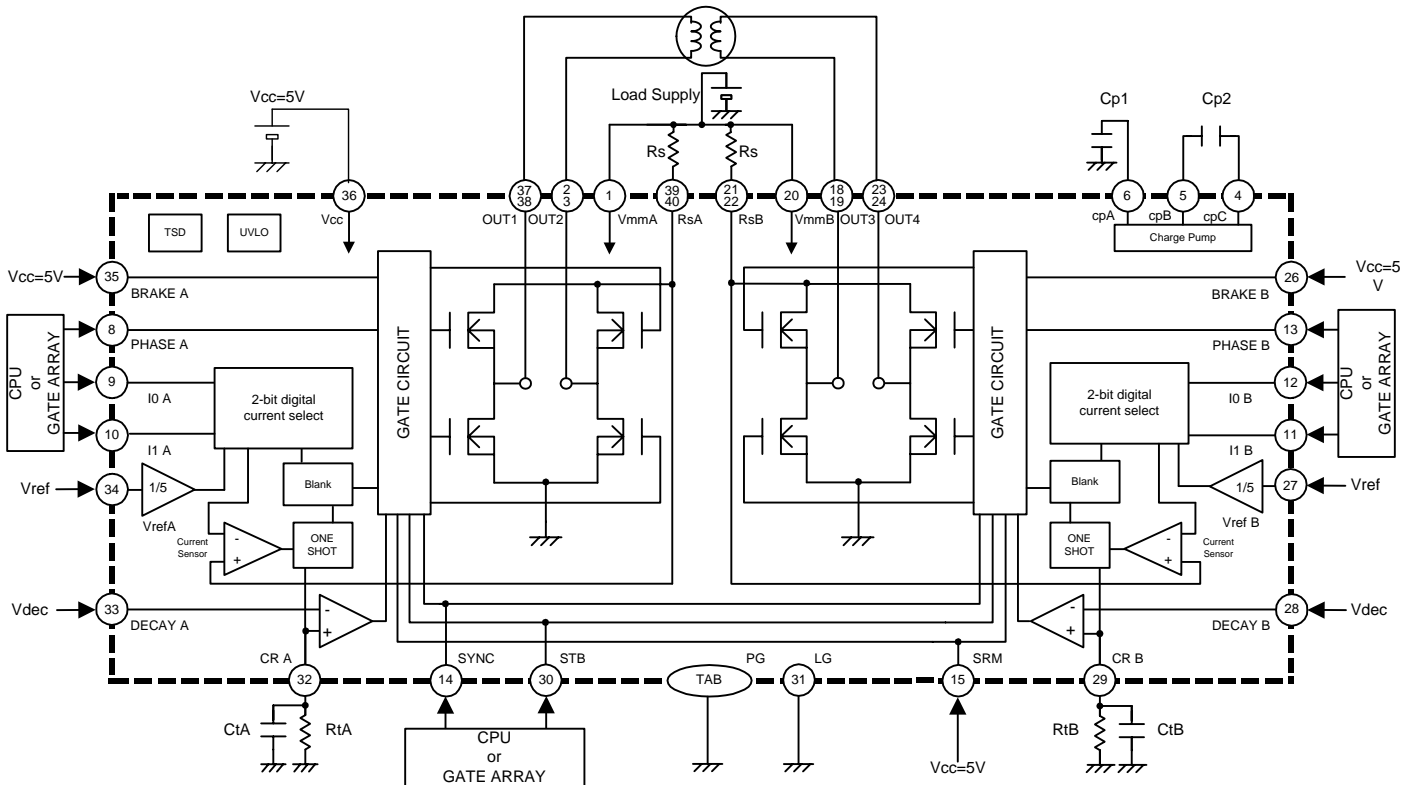 Vcc=5V
Load Supply
Cp1
Cp2
Rs
Rs
36
37
38
2
3
1
39
40
21
22
20
18
19
23
24
6
5
4
Vcc
OUT1
OUT2
VmmA
RsA
RsB
VmmB
OUT3
OUT4
cpA
cpB
cpC
Charge Pump
TSD
UVLO
Vcc=5V
35
BRAKE A
26
Vcc=5
V
BRAKE B
CPU
or
GATE ARRAY
8
PHASE A
9
I0 A
10
I1 A
2-bit digital
current select
GATE CIRCUIT
GATE CIRCUIT
2-bit digital
current select
13
PHASE B
12
I0 B
11
I1 B
CPU
or
GATE ARRAY
Vref
34
1/5
VrefA
Blank
Blank
1/5
Vref B
27
Vref
Current
Sensor
-
+
ONE
SHOT
ONE
SHOT
-
+
Current
Sensor
Vdec
33
DECAY A
-
+
-
+
28
DECAY B
Vdec
CR A
32
SYNC
14
STB
30
TAB
PG
LG
31
SRM
15
CR B
29
CtA
RtA
CPU
or
GATE ARRAY
Vcc=5V
RtB
CtB